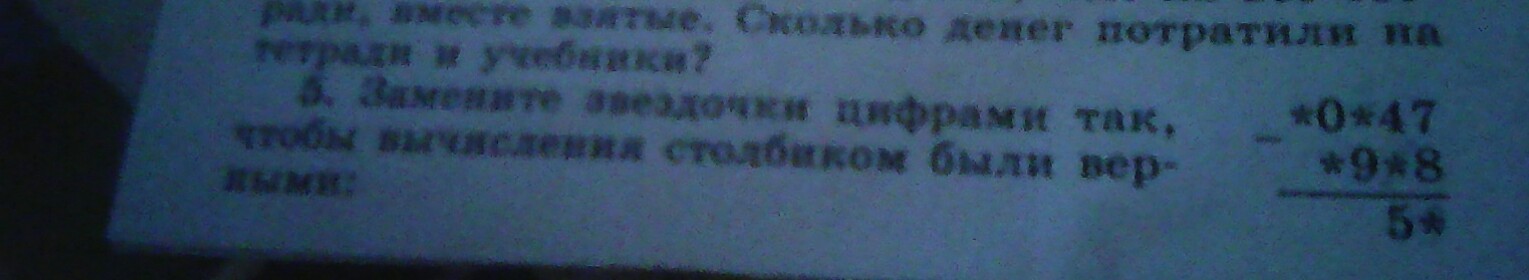 ради, вместе взятые. Сколько денег потратили на
тетради и учебники?
5. Замените звездочки цифрами так,
чтобы вычисления столбиком были вер-
ными:
*0*47
−
*9*8
5*